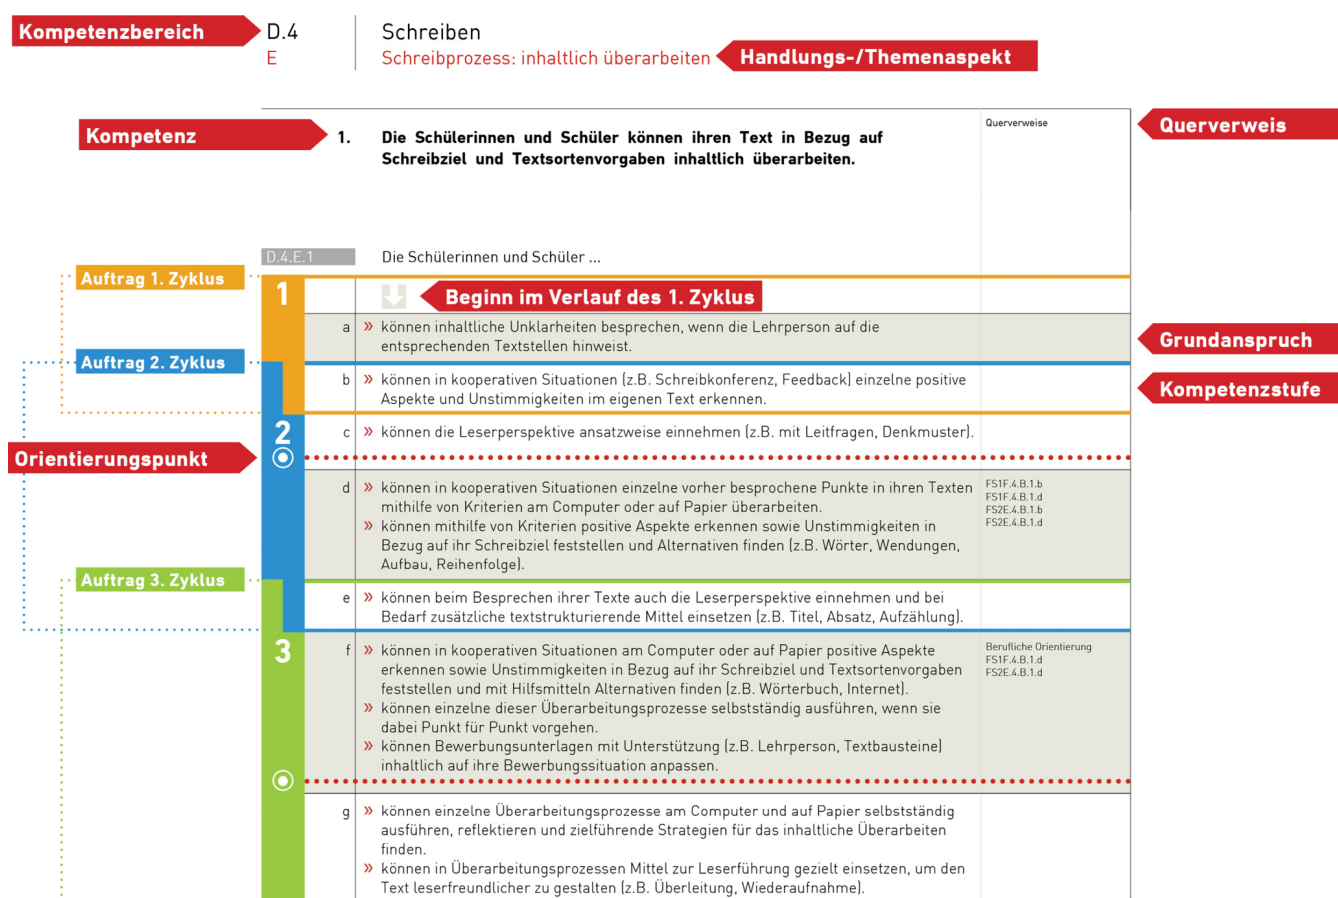 Kompetenzbereich D.4 Schreiben
E Schreibprozess: inhaltlich überarbeiten Handlungs-/Themenaspekt
Querverweise
Kompetenz 1. Die Schülerinnen und Schüler können ihren Text in Bezug auf Querverweis
Schreibziel und Textsortenvorgaben inhaltlich überarbeiten.
D.4.E.1 Die Schülerinnen und Schüler ...
Auftrag 1. Zyklus
1 Beginn im Verlauf des 1. Zyklus
a » können inhaltliche Unklarheiten besprechen, wenn die Lehrperson auf die
entsprechenden Textstellen hinweist. Grundanspruch
Auftrag 2. Zyklus
b » können in kooperativen Situationen (z.B. Schreibkonferenz, Feedback) einzelne positive
Aspekte und Unstimmigkeiten im eigenen Text erkennen. Kompetenzstufe
2 c » können die Leserperspektive ansatzweise einnehmen (z.B. mit Leitfragen, Denkmuster).
Orientierungspunkt
d » können in kooperativen Situationen einzelne vorher besprochene Punkte in ihren Texten
mithilfe von Kriterien am Computer oder auf Papier überarbeiten.
» können mithilfe von Kriterien positive Aspekte erkennen sowie Unstimmigkeiten in
Bezug auf ihr Schreibziel feststellen und Alternativen finden (z.B. Wörter, Wendungen,
Aufbau, Reihenfolge).
FS1F.4.B.1.b
FS1F.4.B.1.d
FS2E.4.B.1.b
FS2E.4.B.1.d
Auftrag 3. Zyklus
e » können beim Besprechen ihrer Texte auch die Leserperspektive einnehmen und bei
Bedarf zusätzliche textstrukturierende Mittel einsetzen (z.B. Titel, Absatz, Aufzählung).
3 f » können in kooperativen Situationen am Computer oder auf Papier positive Aspekte
erkennen sowie Unstimmigkeiten in Bezug auf ihr Schreibziel und Textsortenvorgaben
feststellen und mit Hilfsmitteln Alternativen finden (z.B. Wörterbuch, Internet).
» können einzelne dieser Überarbeitungsprozesse selbstständig ausführen, wenn sie
dabei Punkt für Punkt vorgehen.
» können Bewerbungsunterlagen mit Unterstützung (z.B. Lehrperson, Textbausteine)
inhaltlich auf ihre Bewerbungssituation anpassen.
Berufliche Orientierung
FS1F.4.B.1.d
FS2E.4.B.1.d
g » können einzelne Überarbeitungsprozesse am Computer und auf Papier selbstständig
ausführen, reflektieren und zielführende Strategien für das inhaltliche Überarbeiten
finden.
» können in Überarbeitungsprozessen Mittel zur Leserführung gezielt einsetzen, um den
Text leserfreundlicher zu gestalten (z.B. Überleitung, Wiederaufnahme).